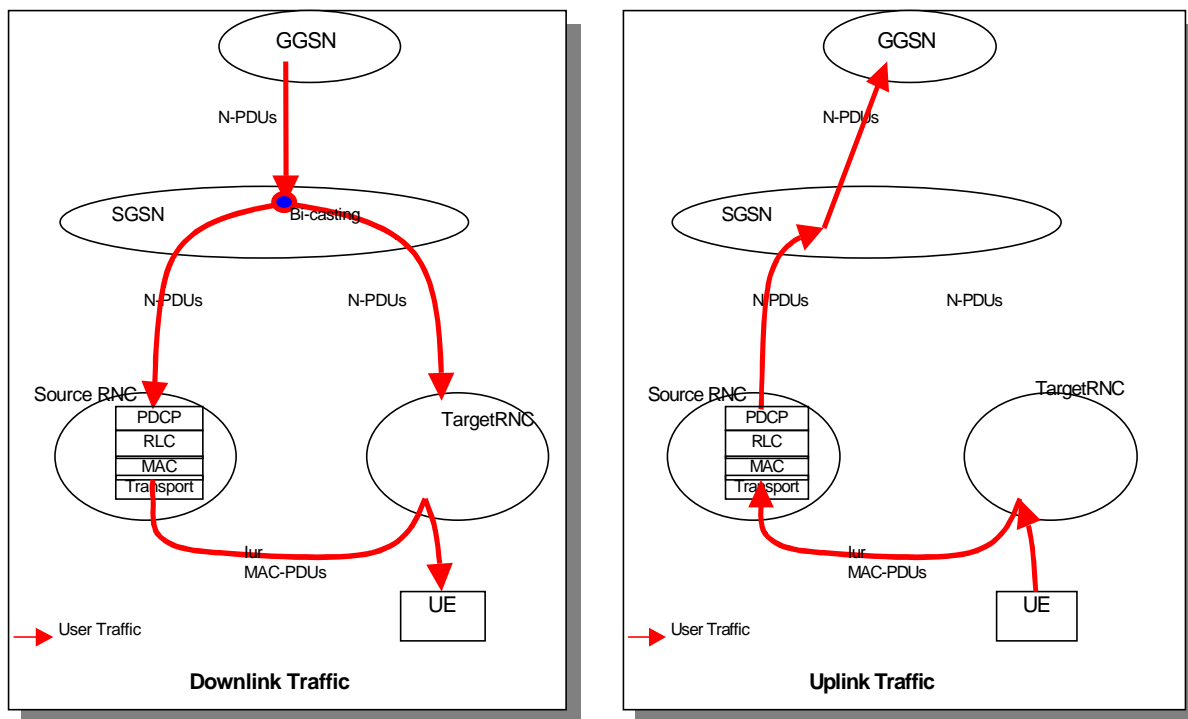 GGSN
N-PDUs
SGSN
Bi-casting
N-PDUs
N-PDUs
Source RNC
TargetRNC
PDCP
RLC
MAC
Transport
Iur
MAC-PDUs
UE
User Traffic
Downlink Traffic
GGSN
N-PDUs
SGSN
N-PDUs
N-PDUs
Source RNC
TargetRNC
PDCP
RLC
MAC
Transport
Iur
MAC-PDUs
UE
User Traffic
Uplink Traffic